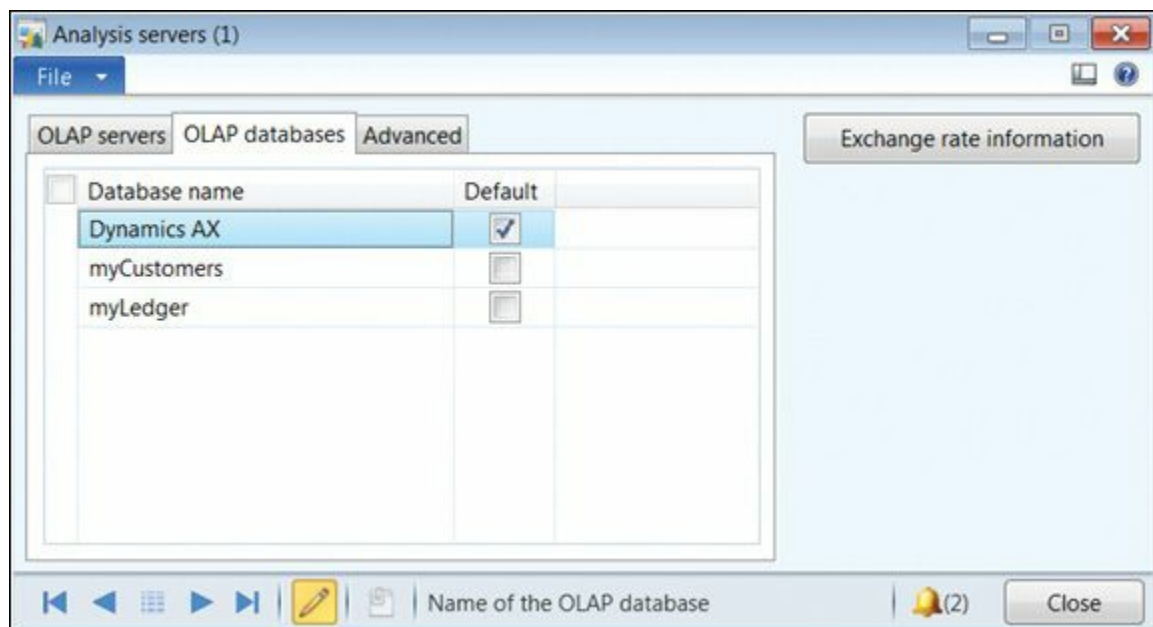 Analysis servers (1)
File
OLAP servers OLAP databases Advanced
Exchange rate information
Database name Default
Dynamics AX
myCustomers
myLedger
Name of the OLAP database
(2)
Close